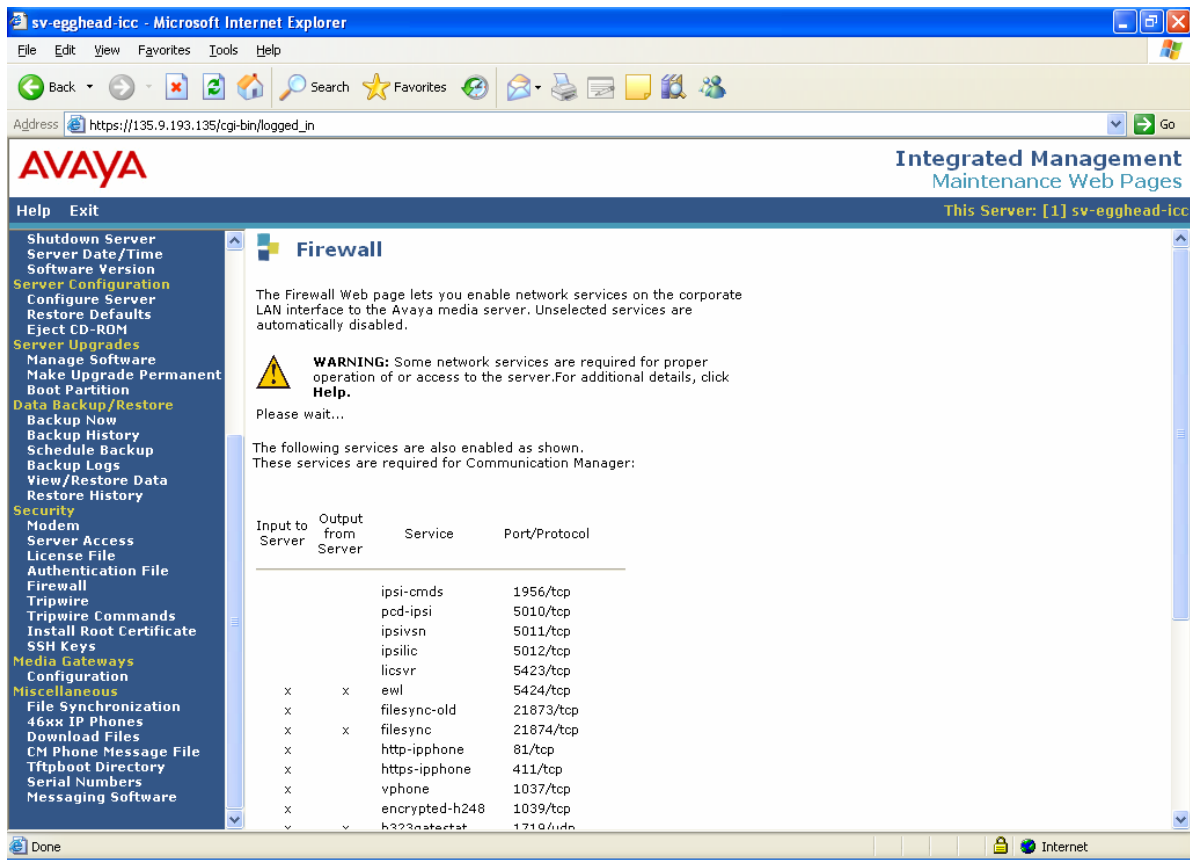 sv-egghead-icc - Microsoft Internet Explorer
File Edit View Favorites Tools Help
Back Search Favorites
Address https://135.9.193.135/cgi-bin/logged_in Go
AVAYA
Integrated Management
Maintenance Web Pages
Help Exit
This Server: [1] sv-egghead-icc
Shutdown Server
Server Date/Time
Software Version
Server Configuration
Configure Server
Restore Defaults
Eject CD-ROM
Server Upgrades
Manage Software
Make Upgrade Permanent
Boot Partition
Data Backup/Restore
Backup Now
Backup History
Schedule Backup
Backup Logs
View/Restore Data
Restore History
Security
Modem
Server Access
License File
Authentication File
Firewall
Tripwire
Tripwire Commands
Install Root Certificate
SSH Keys
Media Gateways
Configuration
Miscellaneous
File Synchronization
46xx IP Phones
Download Files
CM Phone Message File
Tftpboot Directory
Serial Numbers
Messaging Software
Firewall
The Firewall Web page lets you enable network services on the corporate
LAN interface to the Avaya media server. Unselected services are
automatically disabled.
WARNING: Some network services are required for proper
operation of or access to the server.For additional details, click
Help.
Please wait...
The following services are also enabled as shown.
These services are required for Communication Manager:
Input to Server Output from Server Service Port/Protocol
ipsi-cmds 1956/tcp
pcd-ipsi 5010/tcp
ipsivsn 5011/tcp
ipsilic 5012/tcp
licsvr 5423/tcp
x x ewl 5424/tcp
x filesync-old 21873/tcp
x x filesync 21874/tcp
x http-ipphone 81/tcp
x https-ipphone 411/tcp
x vphone 1037/tcp
x encrypted-h248 1039/tcp
x x h323gatestat 1719/udp
Done
Internet